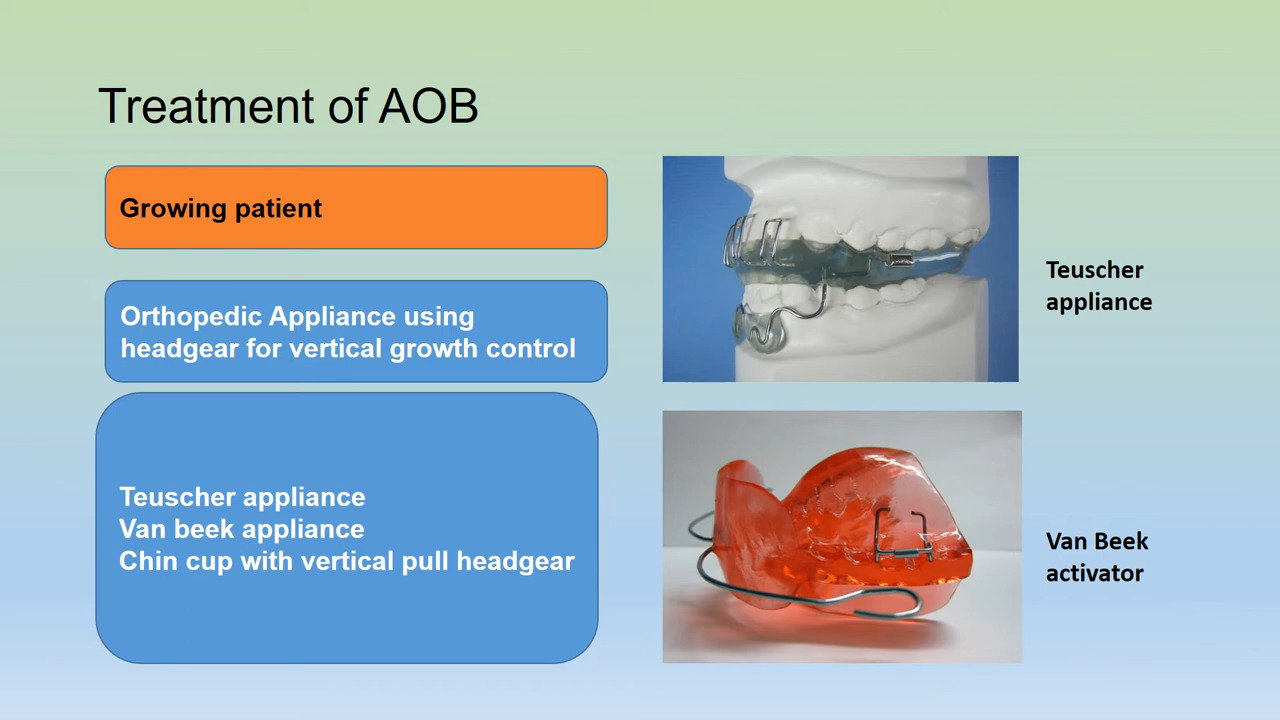 Treatment of AOB
Growing patient
Orthopedic Appliance using
headgear for vertical growth control
Teuscher appliance
Van beek appliance
Chin cup with vertical pull headgear
Teuscher
appliance
Van Beek
activator